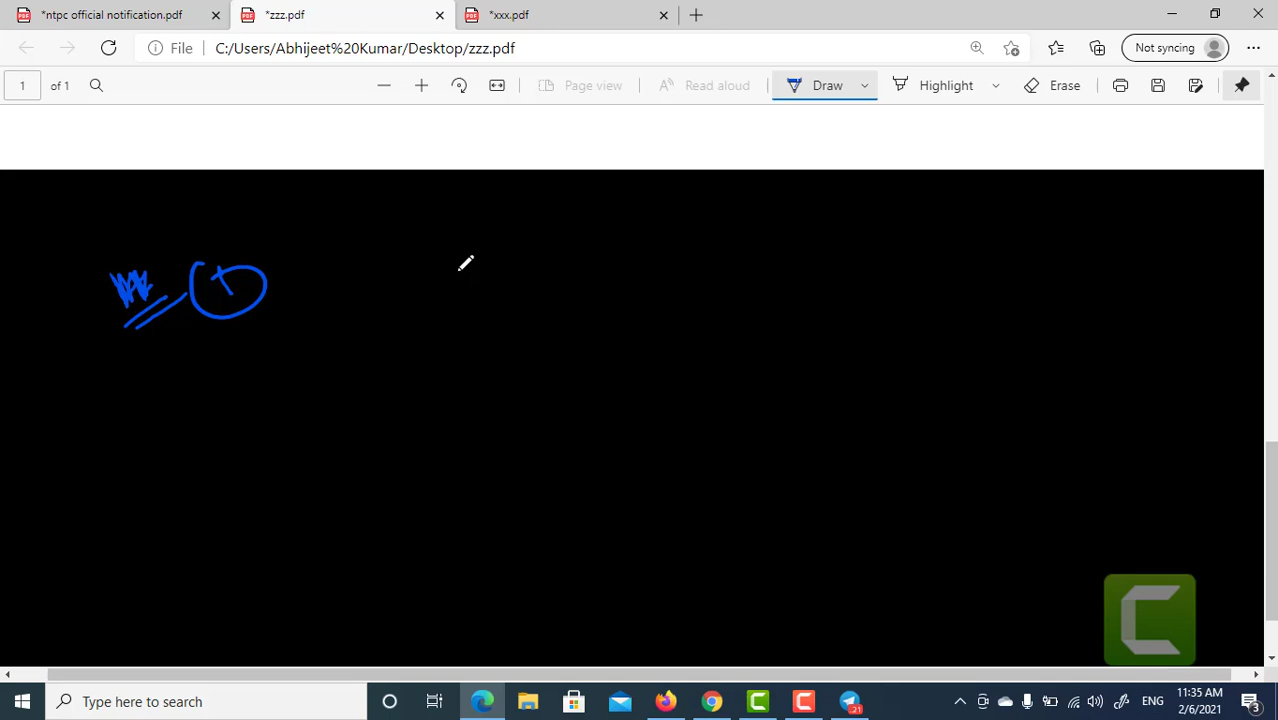 *ntpc official notification.pdf *zzz.pdf *xxx.pdf
File C:/Users/Abhijeet%20Kumar/Desktop/zzz.pdf Not syncing
1 of 1 Page view Read aloud Draw Highlight Erase
Type here to search 21 ENG 11:35 AM
2/6/2021 3